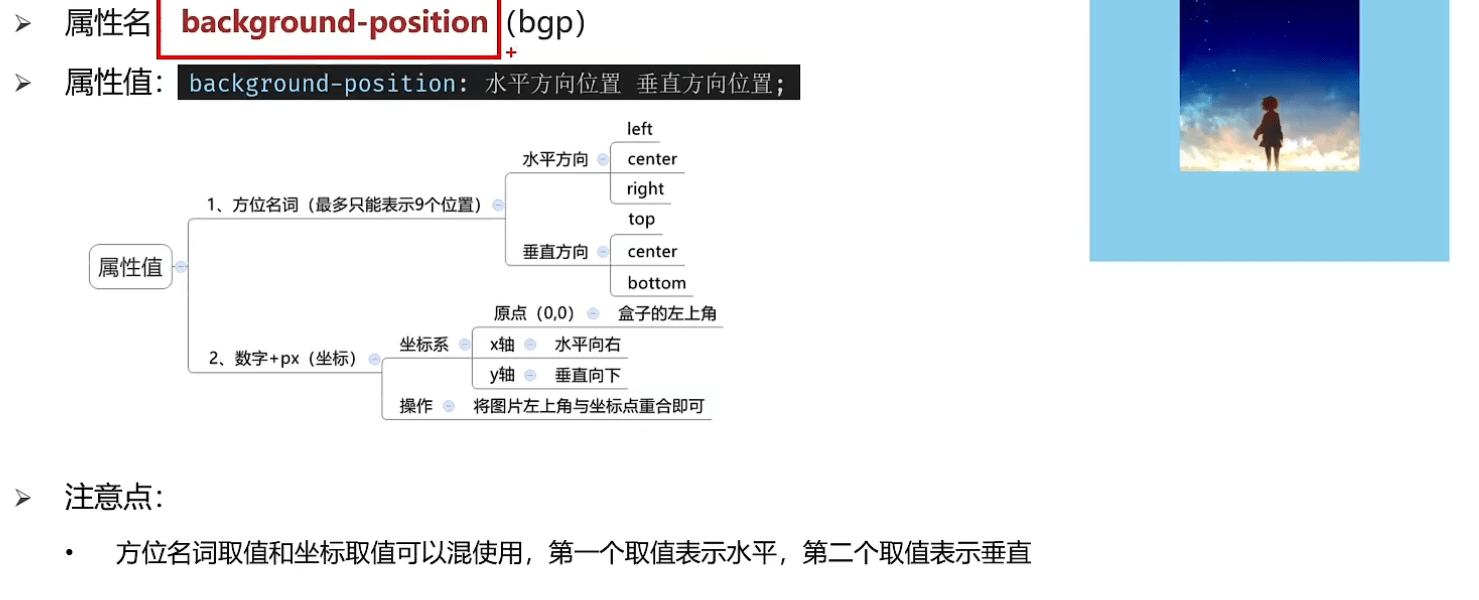 属性名 background-position (bgp)
属性值： background-position: 水平方向位置 垂直方向位置;
left
水平方向 center
right
1、方位名词（最多只能表示9个位置）
top
垂直方向 center
bottom
属性值
原点（0,0） 盒子的左上角
坐标系 x轴 水平向右
2、数字+px（坐标）
y轴 垂直向下
操作 将图片左上角与坐标点重合即可
注意点：
• 方位名词取值和坐标取值可以混使用，第一个取值表示水平，第二个取值表示垂直